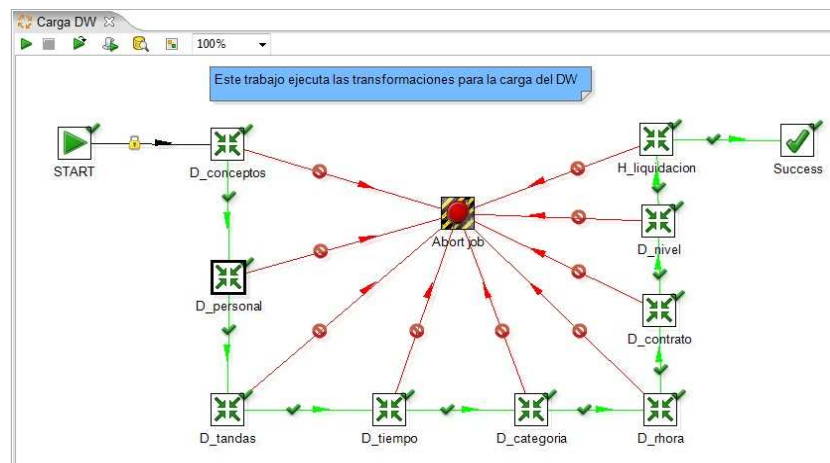 Carga DW
100%
Este trabajo ejecuta las transformaciones para la carga del DW
START
D_conceptos
H_liquidacion
Success
Abort job
D_nivel
D_personal
D_contrato
D_tandas
D_tiempo
D_categoria
D_rhora